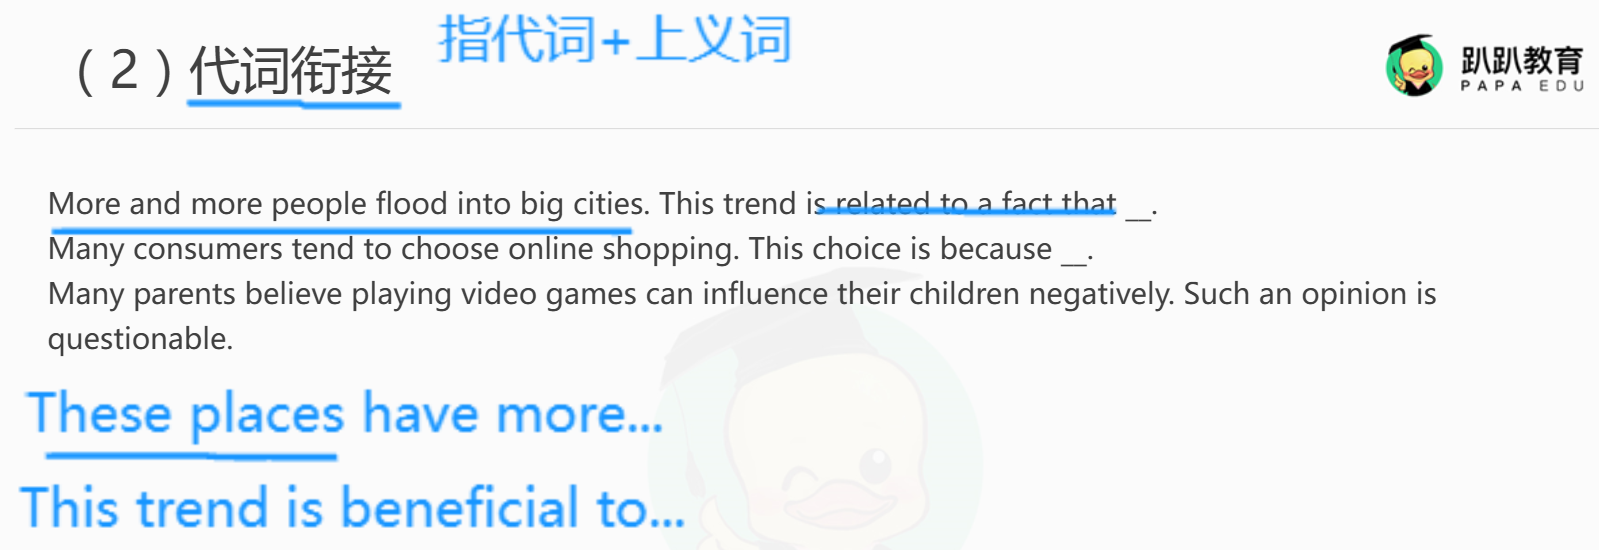 （2）代词衔接
指代词+上义词
趴趴教育
PAPA EDU
More and more people flood into big cities. This trend is related to a fact that __.
Many consumers tend to choose online shopping. This choice is because __.
Many parents believe playing video games can influence their children negatively. Such an opinion is
questionable.
These places have more...
This trend is beneficial to...